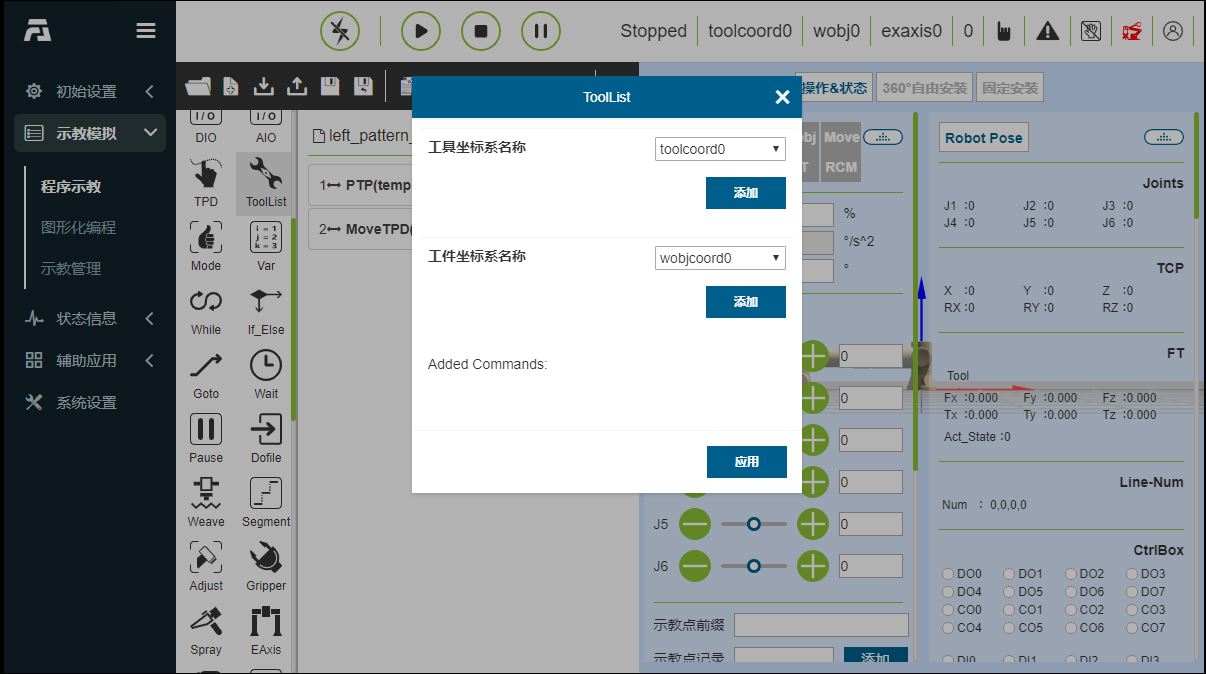 Stopped
toolcoord0
wobj0
exaxis0
0
初始设置
示教模拟
程序示教
图形化编程
示教管理
状态信息
辅助应用
系统设置
I / O
DIO
I / O
AIO
TPD
ToolList
Mode
i = 1
j = 2
k = 3
Var
While
If_Else
Goto
Wait
Pause
Dofile
Weave
Segment
Adjust
Gripper
Spray
EAxis
left_pattern_
1 PTP(temp
2 MoveTPD(
ToolList
工具坐标系名称
toolcoord0
添加
工件坐标系名称
wobjcoord0
添加
Added Commands:
应用
操作&状态
360°自由安装
固定安装
bj
Move
T
RCM
%
°/s^2
°
0
0
0
0
J5
0
J6
0
示教点前缀
示教点记录
添加
Robot Pose
Joints
J1 :0 J2 :0 J3 :0
J4 :0 J5 :0 J6 :0
TCP
X :0 Y :0 Z :0
RX :0 RY :0 RZ :0
FT
Tool
Fx :0.000 Fy :0.000 Fz :0.000
Tx :0.000 Ty :0.000 Tz :0.000
Act_State :0
Line-Num
Num : 0,0,0,0
CtrlBox
DO0 DO1 DO2 DO3
DO4 DO5 DO6 DO7
CO0 CO1 CO2 CO3
CO4 CO5 CO6 CO7
DI0 DI1 DI2 DI3